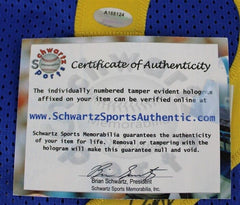 A188124
Schwartz
Sports
Certificate of Authenticity
The individually numbered tamper evident hologram
affixed on your item can be verified online at
www.SchwartzSportsAuthentic.com
Schwartz Sports Memorabilia guarantees the authenticity
of your item for life. Removal or tampering with the
hologram will make this guarantee null and void.
Brian Schwartz, President
Schwartz Sports Memorabilia, Inc.